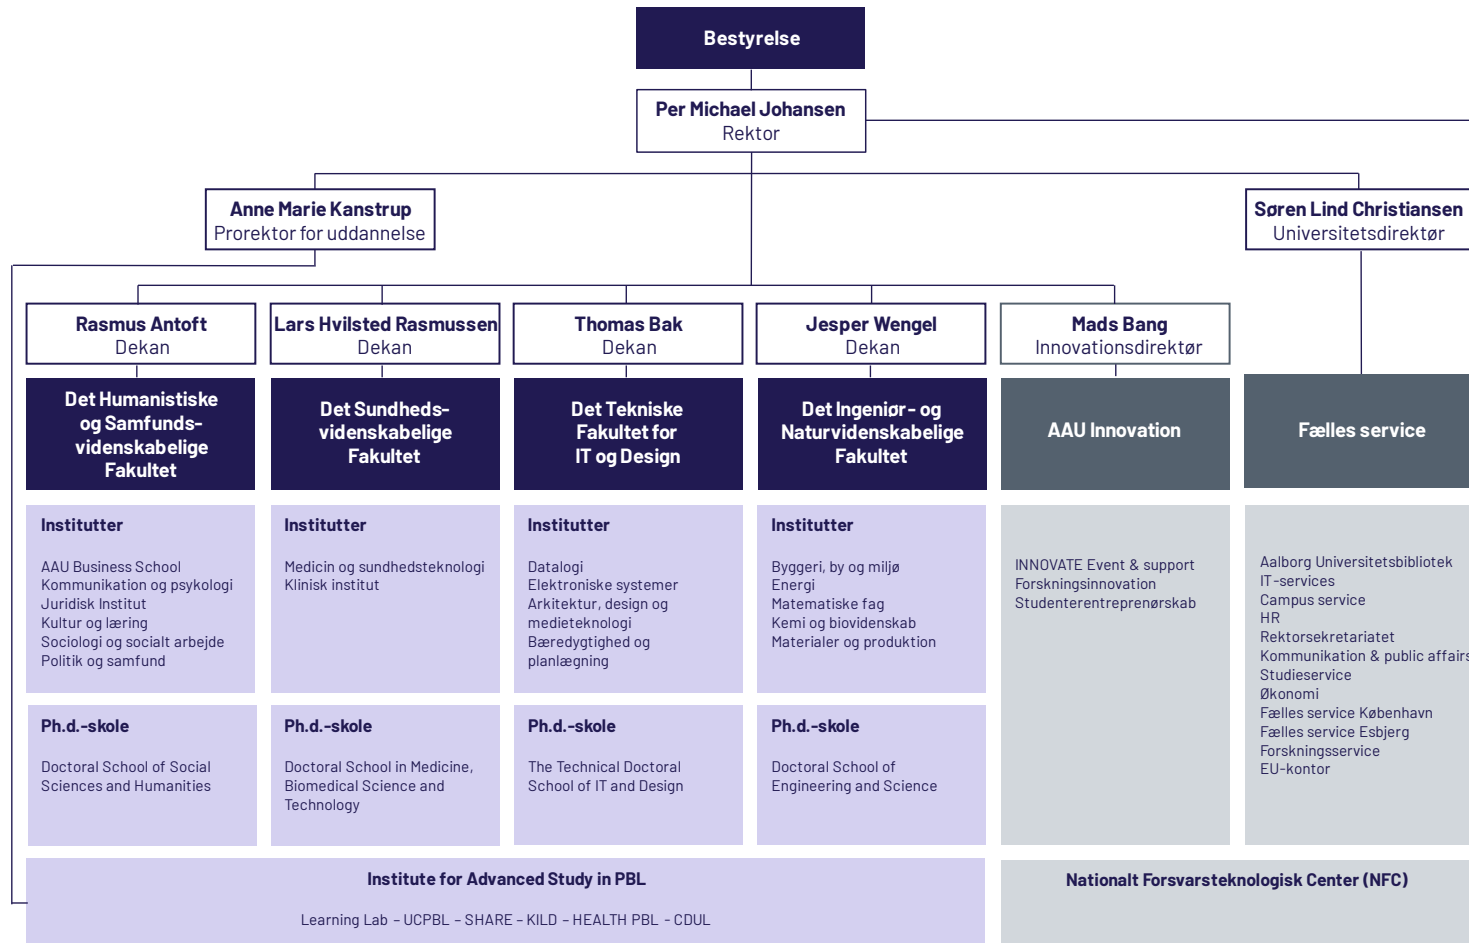 Bestyrelse
Per Michael Johansen
Rektor
Anne Marie Kanstrup
Prorektor for uddannelse
Søren Lind Christiansen
Universitetsdirektør
Rasmus Antoft
Dekan
Lars Hvilsted Rasmussen
Dekan
Thomas Bak
Dekan
Jesper Wengel
Dekan
Mads Bang
Innovationsdirektør
Det Humanistiske
og Samfunds-
videnskabelige
Fakultet
Det Sundheds-
videnskabelige
Fakultet
Det Tekniske
Fakultet for
IT og Design
Det Ingeniør- og
Naturvidenskabelige
Fakultet
AAU Innovation
Fælles service
Institutter
AAU Business School
Kommunikation og psykologi
Juridisk Institut
Kultur og læring
Sociologi og socialt arbejde
Politik og samfund
Institutter
Medicin og sundhedsteknologi
Klinisk institut
Institutter
Datalogi
Elektroniske systemer
Arkitektur, design og
medieteknologi
Bæredygtighed og
planlægning
Institutter
Byggeri, by og miljø
Energi
Matematiske fag
Kemi og biovidenskab
Materialer og produktion
INNOVATE Event & support
Forskningsinnovation
Studenterentreprenørskab
Aalborg Universitetsbibliotek
IT-services
Campus service
HR
Rektorsekretariatet
Kommunikation & public affairs
Studieservice
Økonomi
Fælles service København
Fælles service Esbjerg
Forskningsservice
EU-kontor
Ph.d.-skole
Doctoral School of Social
Sciences and Humanities
Ph.d.-skole
Doctoral School in Medicine,
Biomedical Science and
Technology
Ph.d.-skole
The Technical Doctoral
School of IT and Design
Ph.d.-skole
Doctoral School of
Engineering and Science
Institute for Advanced Study in PBL
Learning Lab – UCPBL – SHARE – KILD – HEALTH PBL - CDUL
Nationalt Forsvarsteknologisk Center (NFC)